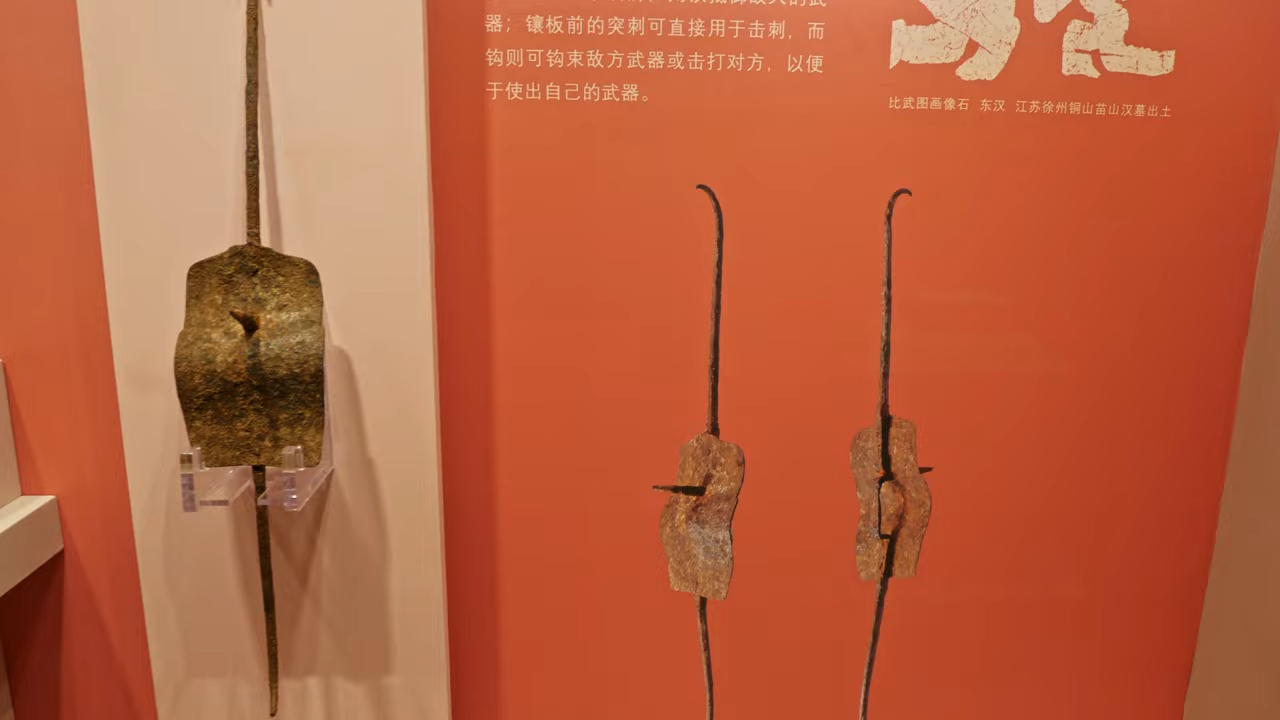 器；镶板前的突刺可直接用于击刺，而
钩则可钩束敌方武器或击打对方，以便
于使出自己的武器。
比武图画像石 东汉 江苏徐州铜山苗山汉墓出土